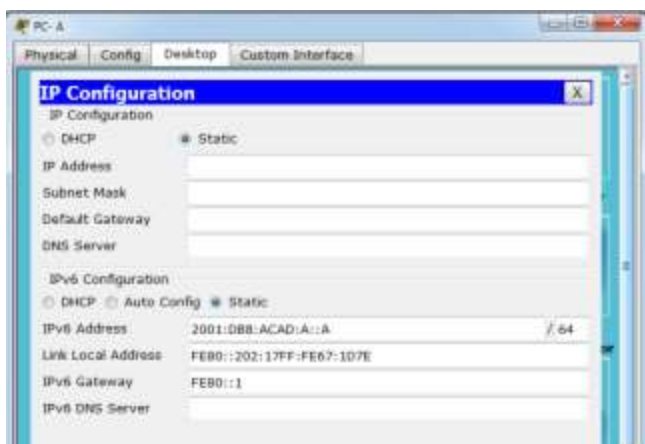 PC-A
Physical Config Desktop Custom Interface
IP Configuration X
IP Configuration
DHCP Static
IP Address
Subnet Mask
Default Gateway
DNS Server
IPv6 Configuration
DHCP Auto Config Static
IPv6 Address 2001:DB8:ACAD:A::A / 64
Link Local Address FE80::202:17FF:FE67:1D7E
IPv6 Gateway FE80::1
IPv6 DNS Server